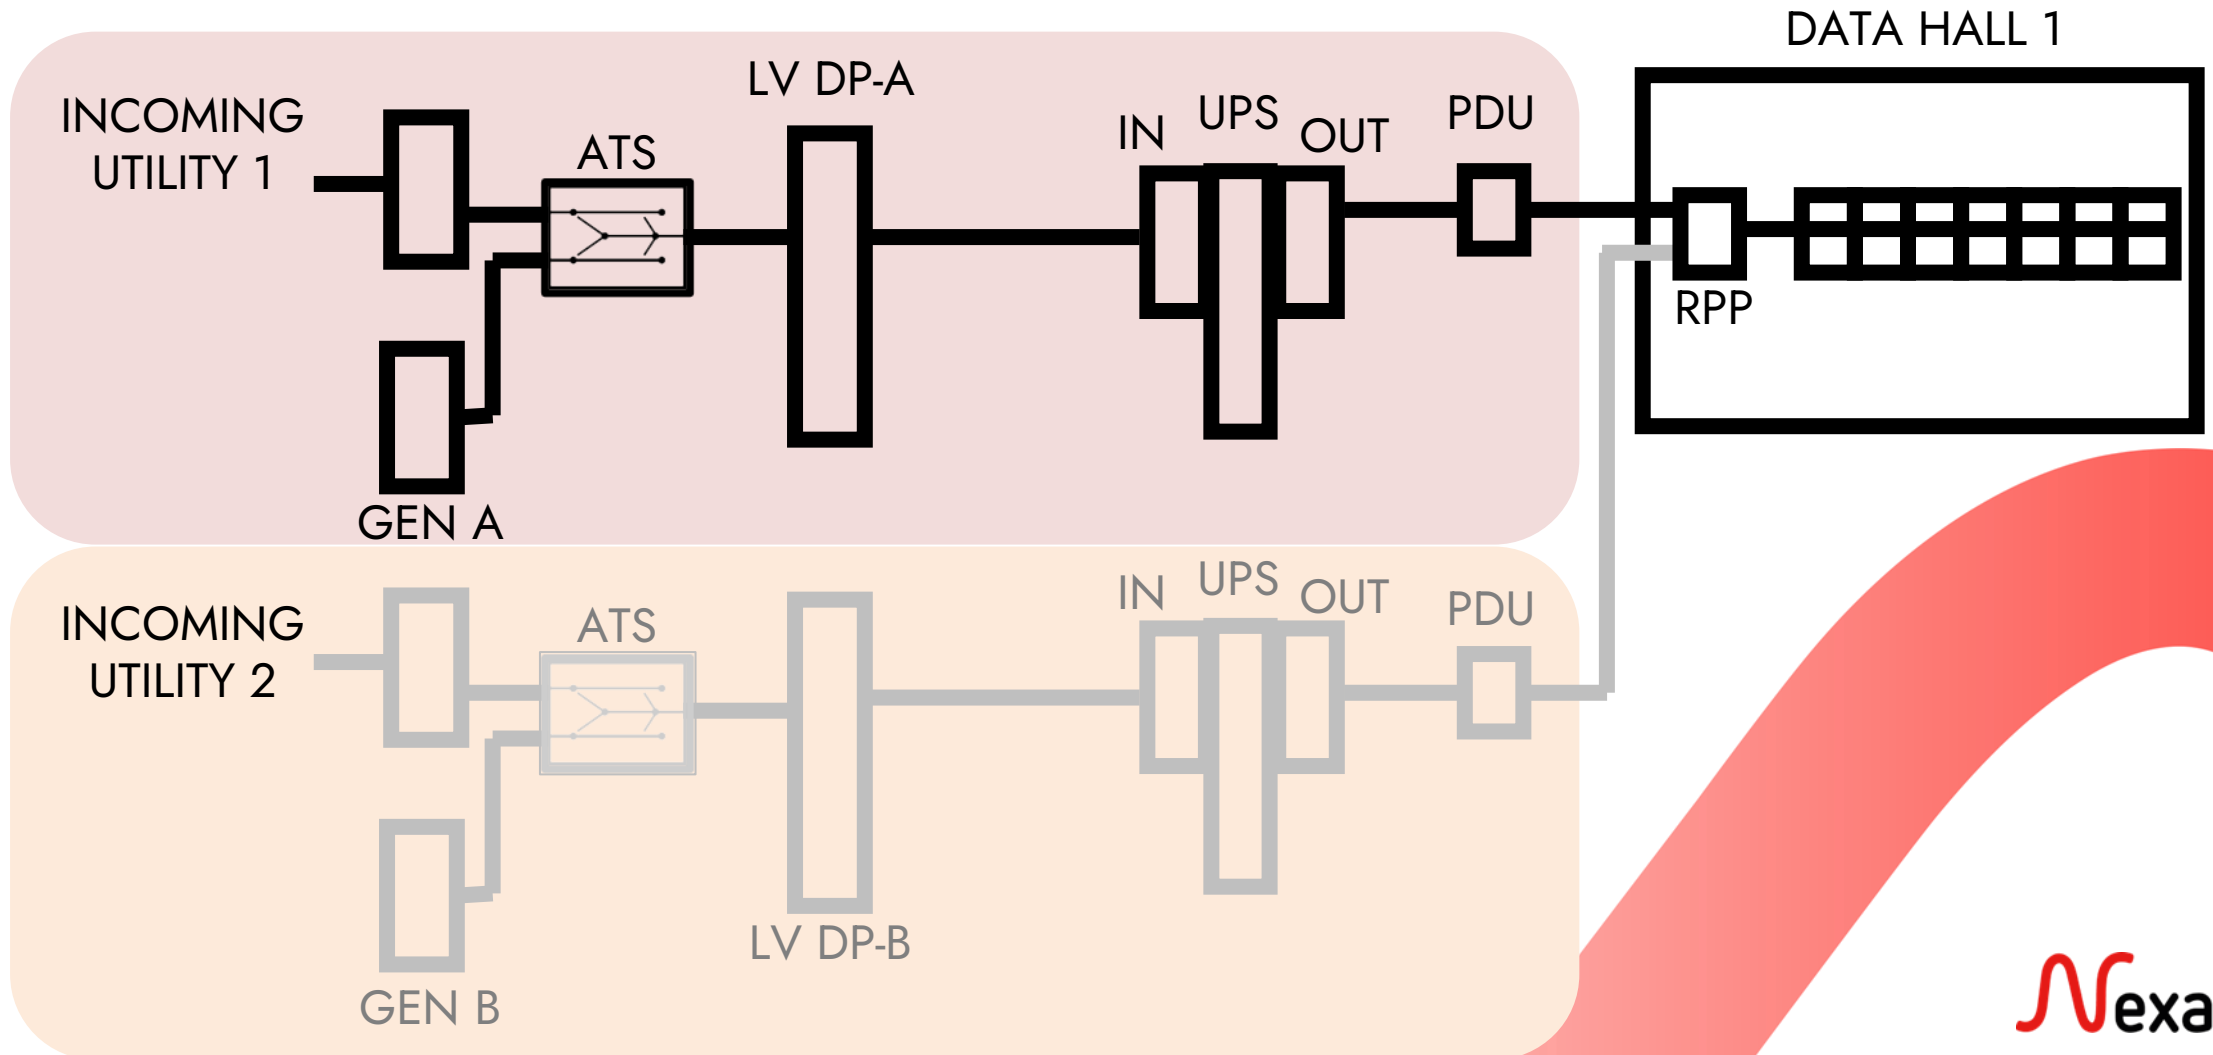 DATA HALL 1
LV DP-A
INCOMING
UTILITY 1
ATS
IN
UPS
OUT
PDU
RPP
GEN A
INCOMING
UTILITY 2
ATS
IN
UPS
OUT
PDU
LV DP-B
GEN B
Nexa